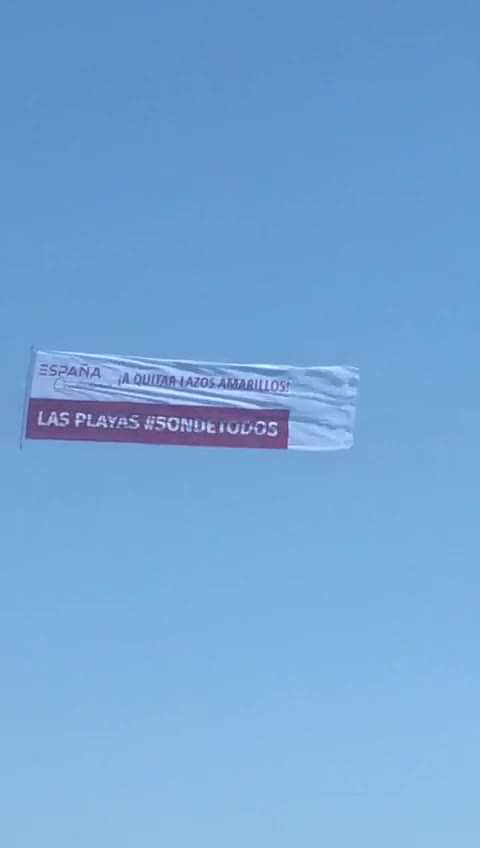 ESPAÑA
¡A QUITAR LAZOS AMARILLOS!
LAS PLAYAS #SONDETODOS